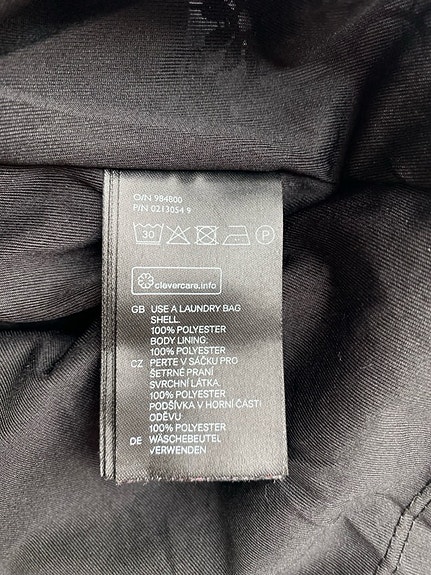 O/N 984800
P/N 0213054 9
30 P
clevercare.info
GB USE A LAUNDRY BAG
SHELL:
100% POLYESTER
BODY LINING:
100% POLYESTER
CZ PERTE V SÁČKU PRO
ŠETRNÉ PRANÍ
SVRCHNÍ LÁTKA:
100% POLYESTER
PODŠÍVKA V HORNÍ ČÁSTI
ODĚVU
100% POLYESTER
DE WÄSCHEBEUTEL
VERWENDEN